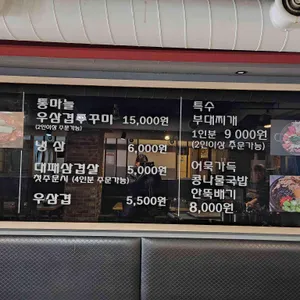 통마늘
우삼겹쭈꾸미 15,000원
(2인이상 주문가능)
냉 삼 6,000원
대패삼겹살 5,000원
첫주문시 (4인분 주문가능)
우삼겹 5,500원
특수
부대찌개
1인분 9 000원
(2인이상 주문가능)
어묵가득
콩나물국밥
안뚝배기
8,000원